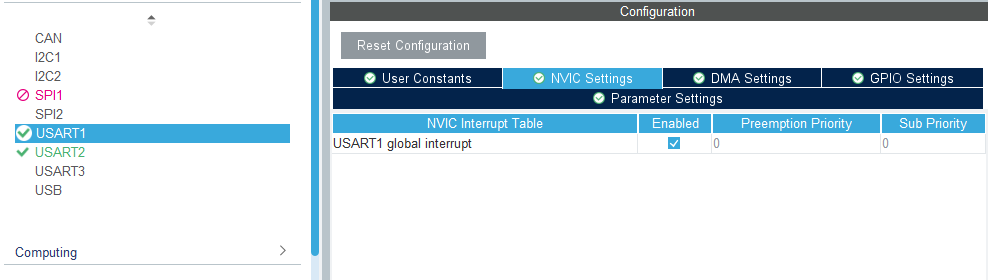 Configuration
Reset Configuration
CAN
I2C1
I2C2
SPI1
SPI2
USART1
USART2
USART3
USB
Computing
User Constants
NVIC Settings
DMA Settings
GPIO Settings
Parameter Settings
NVIC Interrupt Table Enabled Preemption Priority Sub Priority
USART1 global interrupt 0 0